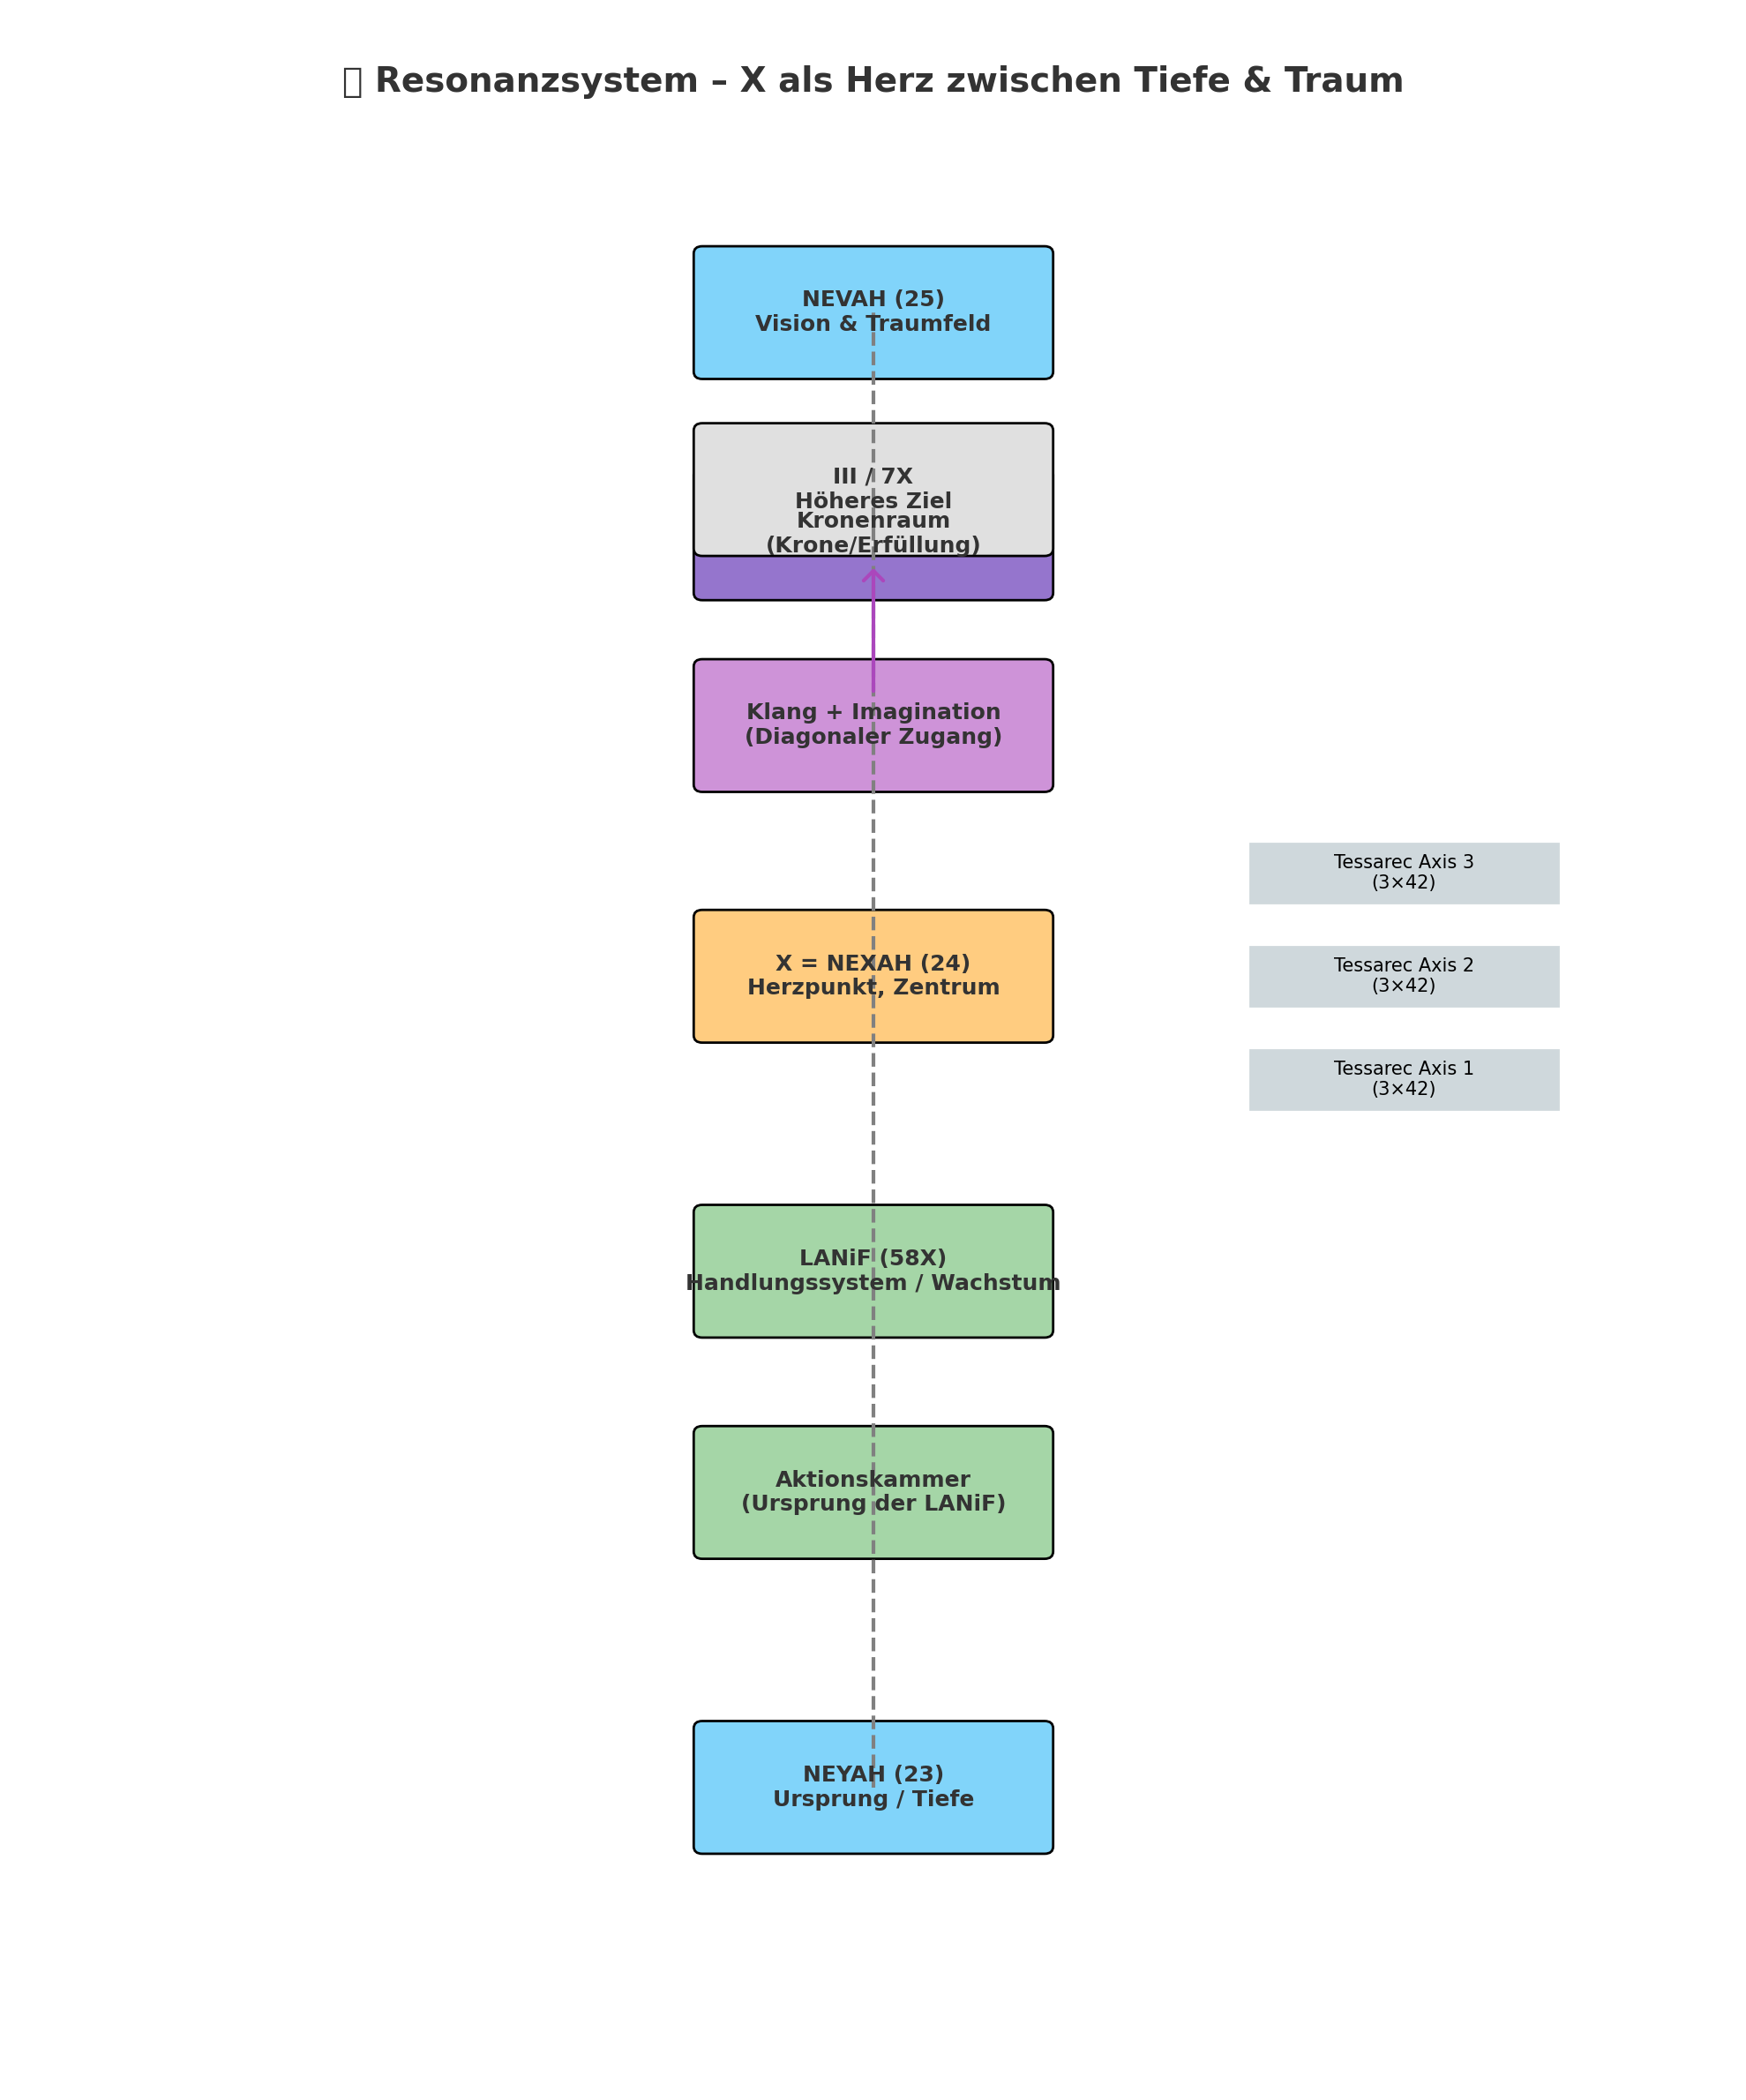 Resonanzsystem – X als Herz zwischen Tiefe & Traum
NEVAH (25)
Vision & Traumfeld
III / 7X
Höheres Ziel
Kronenraum
(Krone/Erfüllung)
Klang + Imagination
(Diagonaler Zugang)
Tessarec Axis 3
(3×42)
X = NEXAH (24)
Herzpunkt, Zentrum
Tessarec Axis 2
(3×42)
Tessarec Axis 1
(3×42)
LANiF (58X)
Handlungssystem / Wachstum
Aktionskammer
(Ursprung der LANiF)
NEYAH (23)
Ursprung / Tiefe